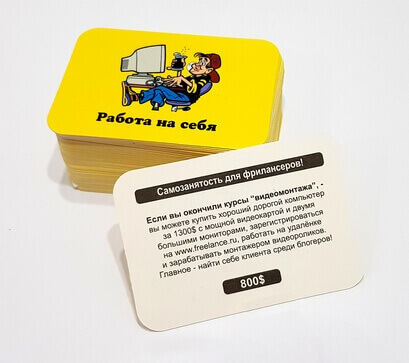 Работа на себя
Самозанятость для фрилансеров!
Если вы окончили курсы "видеомонтажа", -
вы можете купить хороший дорогой компьютер
за 1300$ с мощной видеокартой и двумя
большими мониторами, зарегистрироваться
на www.freelance.ru, работать на удалёнке
и зарабатывать монтажером видеороликов.
Главное - найти себе клиента среди блогеров!
800$